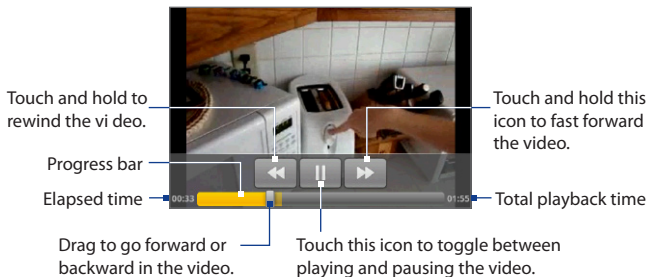 Touch and hold to
rewind the vi deo.
Touch and hold this
icon to fast forward
the video.
Progress bar
Elapsed time
00:33
01:55
Total playback time
Drag to go forward or
backward in the video.
Touch this icon to toggle between
playing and pausing the video.